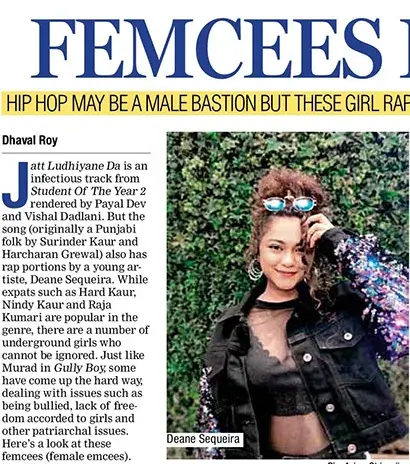 FEMCEES
HIP HOP MAY BE A MALE BASTION BUT THESE GIRL RAP
Dhaval Roy
Jatt Ludhiyane Da is an
infectious track from
Student Of The Year 2
rendered by Payal Dev
and Vishal Dadlani. But the
song (originally a Punjabi
folk by Surinder Kaur and
Harcharan Grewal) also has
rap portions by a young ar-
tiste, Deane Sequeira. While
expats such as Hard Kaur,
Nindy Kaur and Raja
Kumari are popular in the
genre, there are a number of
underground girls who
cannot be ignored. Just like
Murad in Gully Boy, some
have come up the hard way,
dealing with issues such as
being bullied, lack of free-
dom accorded to girls and
other patriarchal issues.
Here's a look at these
femcees (female emcees).
Deane Sequeira